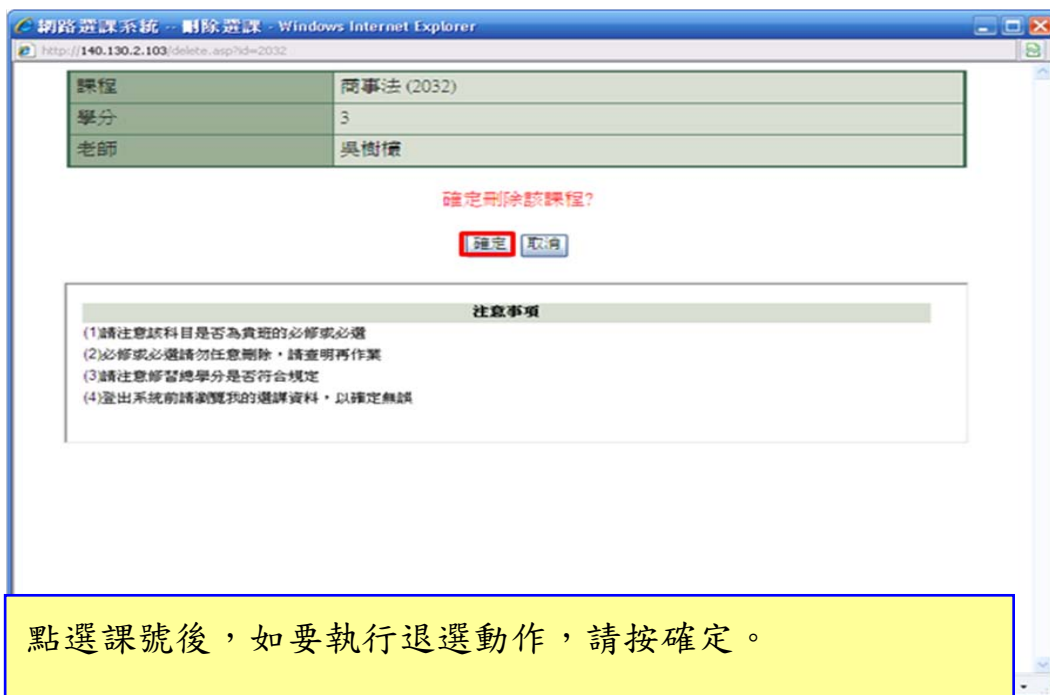 網路選課系統 -- 刪除選課 - Windows Internet Explorer
http://140.130.2.103/delete.asp?id=2032
課程 商事法 (2032)
學分 3
老師 吳樹
確定刪除該課程?
確定 取消
注意事項
(1)請注意該科目是否為貴班的必修或必選
(2)必修或必選請勿任意刪除，請查明再作業
(3)請注意修習總學分是否符合規定
(4)登出系統前請瀏覽我的選課資料，以確定無誤
點選課號後，如要執行退選動作，請按確定。